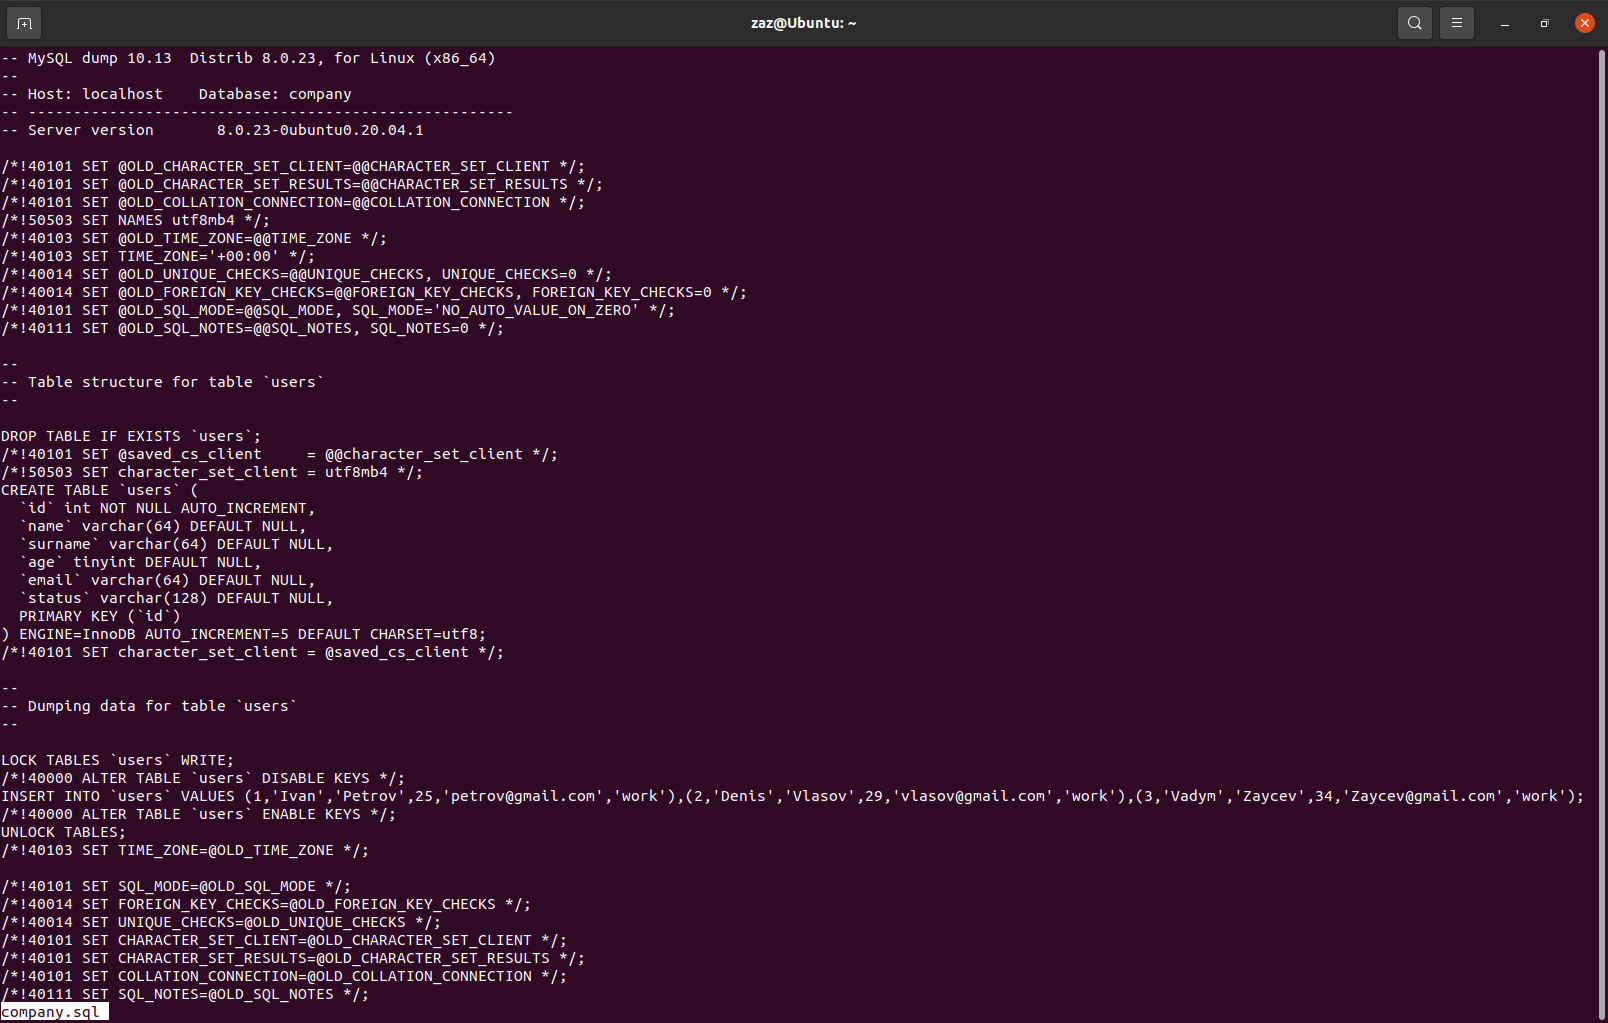 zaz@Ubuntu: ~
-- MySQL dump 10.13  Distrib 8.0.23, for Linux (x86_64)
--
-- Host: localhost    Database: company
-- ------------------------------------------------------
-- Server version       8.0.23-0ubuntu0.20.04.1

/*!40101 SET @OLD_CHARACTER_SET_CLIENT=@@CHARACTER_SET_CLIENT */;
/*!40101 SET @OLD_CHARACTER_SET_RESULTS=@@CHARACTER_SET_RESULTS */;
/*!40101 SET @OLD_COLLATION_CONNECTION=@@COLLATION_CONNECTION */;
/*!50503 SET NAMES utf8mb4 */;
/*!40103 SET @OLD_TIME_ZONE=@@TIME_ZONE */;
/*!40103 SET TIME_ZONE='+00:00' */;
/*!40014 SET @OLD_UNIQUE_CHECKS=@@UNIQUE_CHECKS, UNIQUE_CHECKS=0 */;
/*!40014 SET @OLD_FOREIGN_KEY_CHECKS=@@FOREIGN_KEY_CHECKS, FOREIGN_KEY_CHECKS=0 */;
/*!40101 SET @OLD_SQL_MODE=@@SQL_MODE, SQL_MODE='NO_AUTO_VALUE_ON_ZERO' */;
/*!40111 SET @OLD_SQL_NOTES=@@SQL_NOTES, SQL_NOTES=0 */;

--
-- Table structure for table `users`
--

DROP TABLE IF EXISTS `users`;
/*!40101 SET @saved_cs_client     = @@character_set_client */;
/*!50503 SET character_set_client = utf8mb4 */;
CREATE TABLE `users` (
  `id` int NOT NULL AUTO_INCREMENT,
  `name` varchar(64) DEFAULT NULL,
  `surname` varchar(64) DEFAULT NULL,
  `age` tinyint DEFAULT NULL,
  `email` varchar(64) DEFAULT NULL,
  `status` varchar(128) DEFAULT NULL,
  PRIMARY KEY (`id`)
) ENGINE=InnoDB AUTO_INCREMENT=5 DEFAULT CHARSET=utf8;
/*!40101 SET character_set_client = @saved_cs_client */;

--
-- Dumping data for table `users`
--

LOCK TABLES `users` WRITE;
/*!40000 ALTER TABLE `users` DISABLE KEYS */;
INSERT INTO `users` VALUES (1,'Ivan','Petrov',25,'petrov@gmail.com','work'),(2,'Denis','Vlasov',29,'vlasov@gmail.com','work'),(3,'Vadym','Zaycev',34,'Zaycev@gmail.com','work');
/*!40000 ALTER TABLE `users` ENABLE KEYS */;
UNLOCK TABLES;
/*!40103 SET TIME_ZONE=@OLD_TIME_ZONE */;

/*!40101 SET SQL_MODE=@OLD_SQL_MODE */;
/*!40014 SET FOREIGN_KEY_CHECKS=@OLD_FOREIGN_KEY_CHECKS */;
/*!40014 SET UNIQUE_CHECKS=@OLD_UNIQUE_CHECKS */;
/*!40101 SET CHARACTER_SET_CLIENT=@OLD_CHARACTER_SET_CLIENT */;
/*!40101 SET CHARACTER_SET_RESULTS=@OLD_CHARACTER_SET_RESULTS */;
/*!40101 SET COLLATION_CONNECTION=@OLD_COLLATION_CONNECTION */;
/*!40111 SET SQL_NOTES=@OLD_SQL_NOTES */;
company.sql